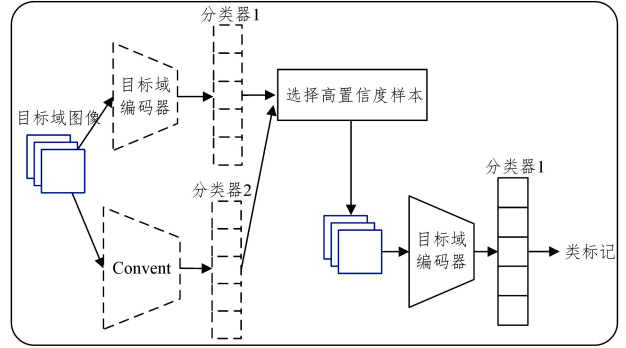 分类器1
目标域
编码器
选择高置信度样本
目标域图像
分类器2
分类器1
Convent
目标域
编码器
类标记